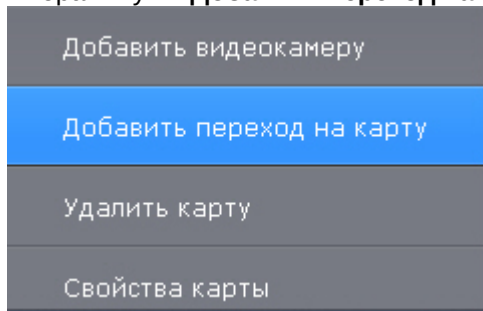 Добавить видеокамеру
Добавить переход на карту
Удалить карту
Свойства карты